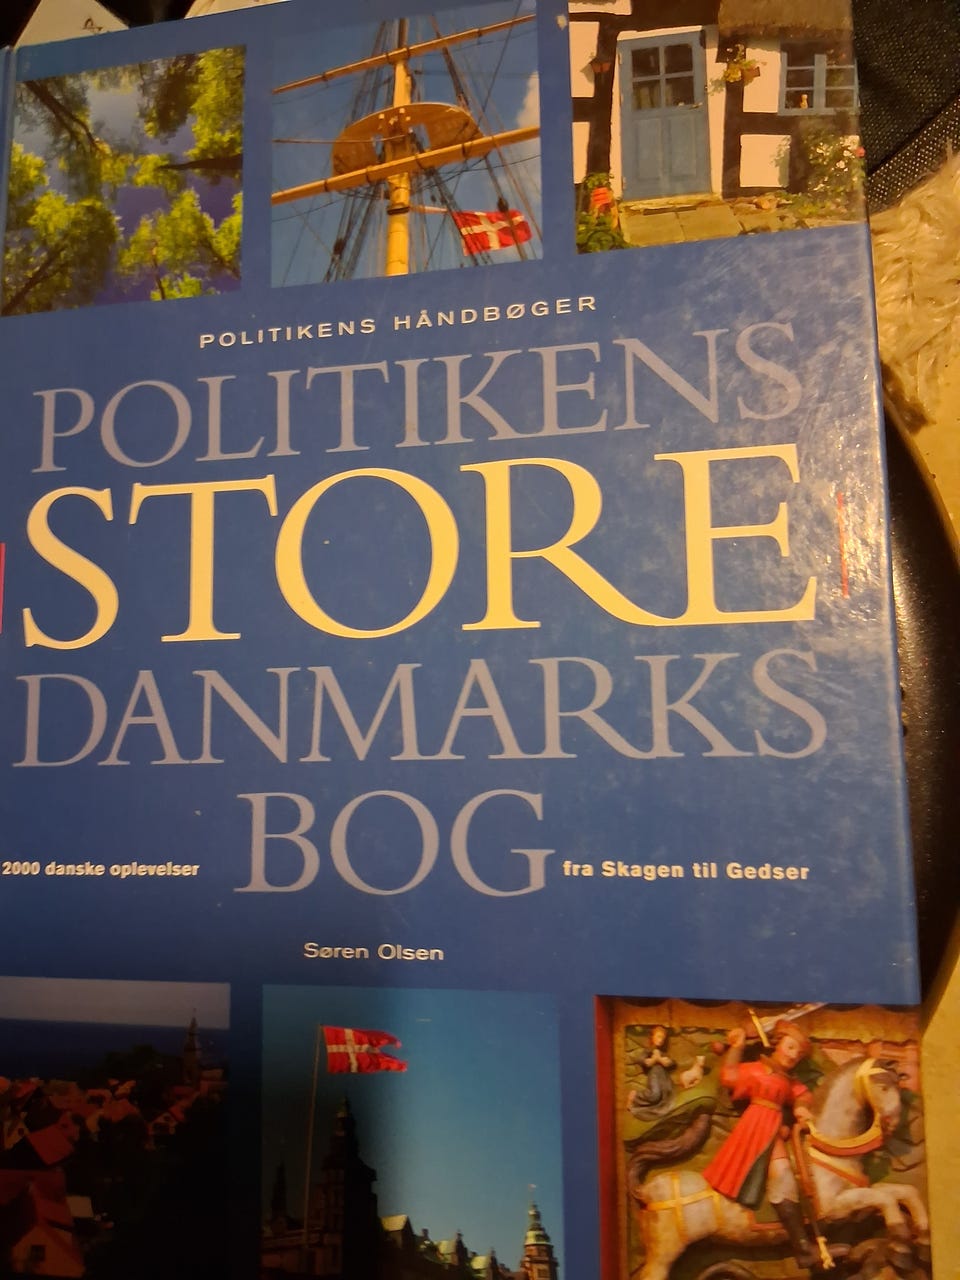 POLITIKENS HÅNDBØGER
POLITIKENS
STORE
DANMARKS
BOG
2000 danske oplevelser
fra Skagen til Gedser
Søren Olsen